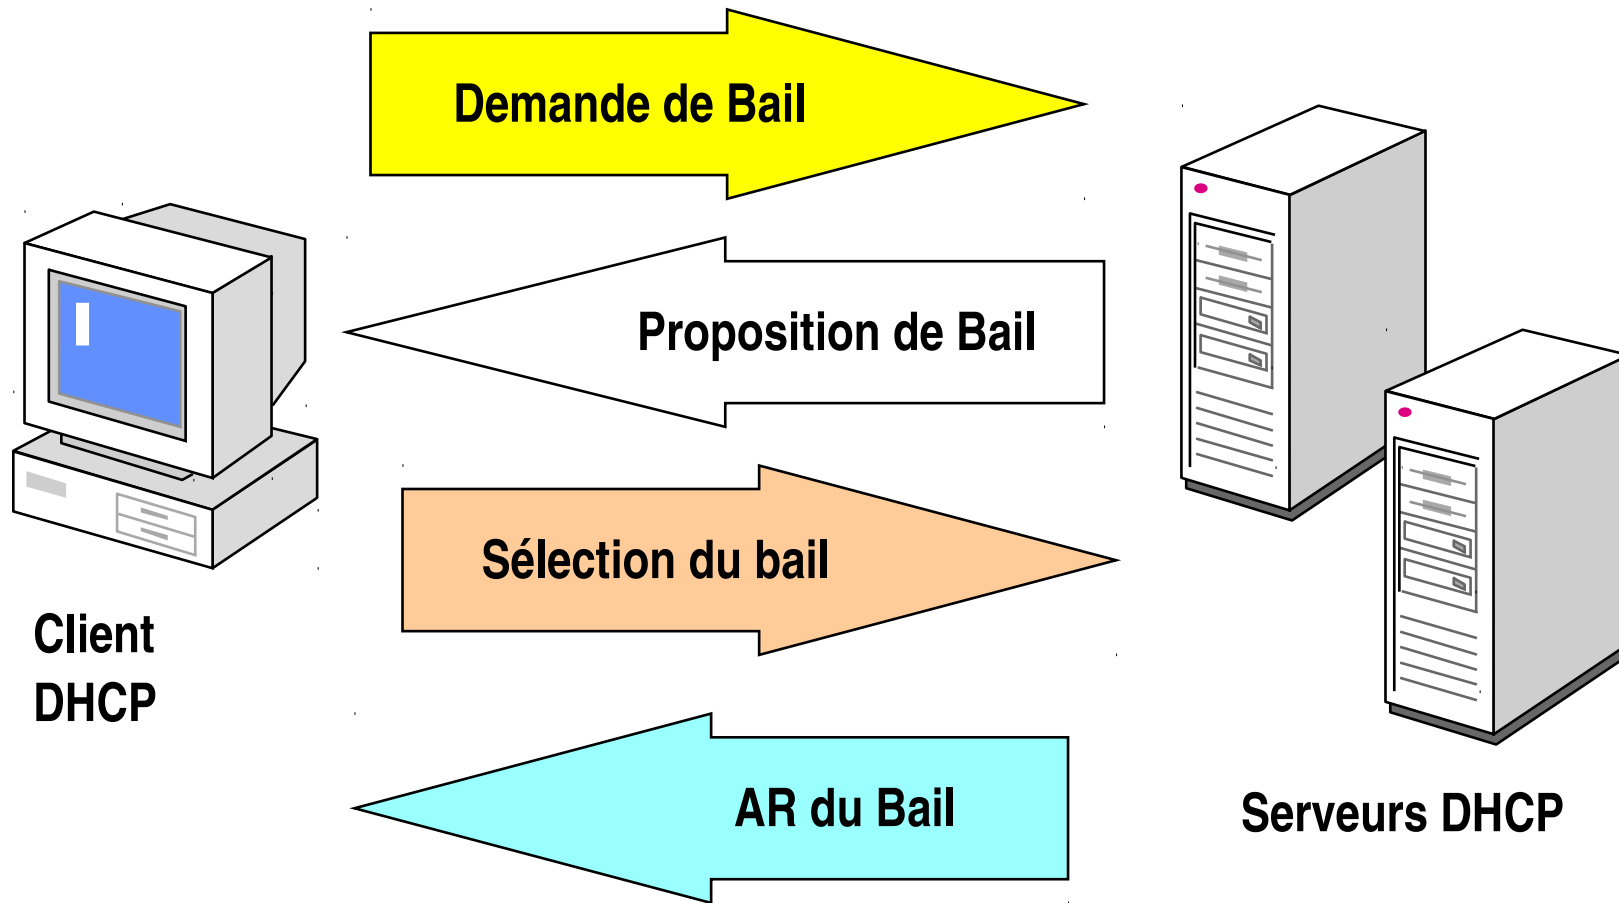 Demande de Bail
Proposition de Bail
Sélection du bail
Client
DHCP
AR du Bail
Serveurs DHCP